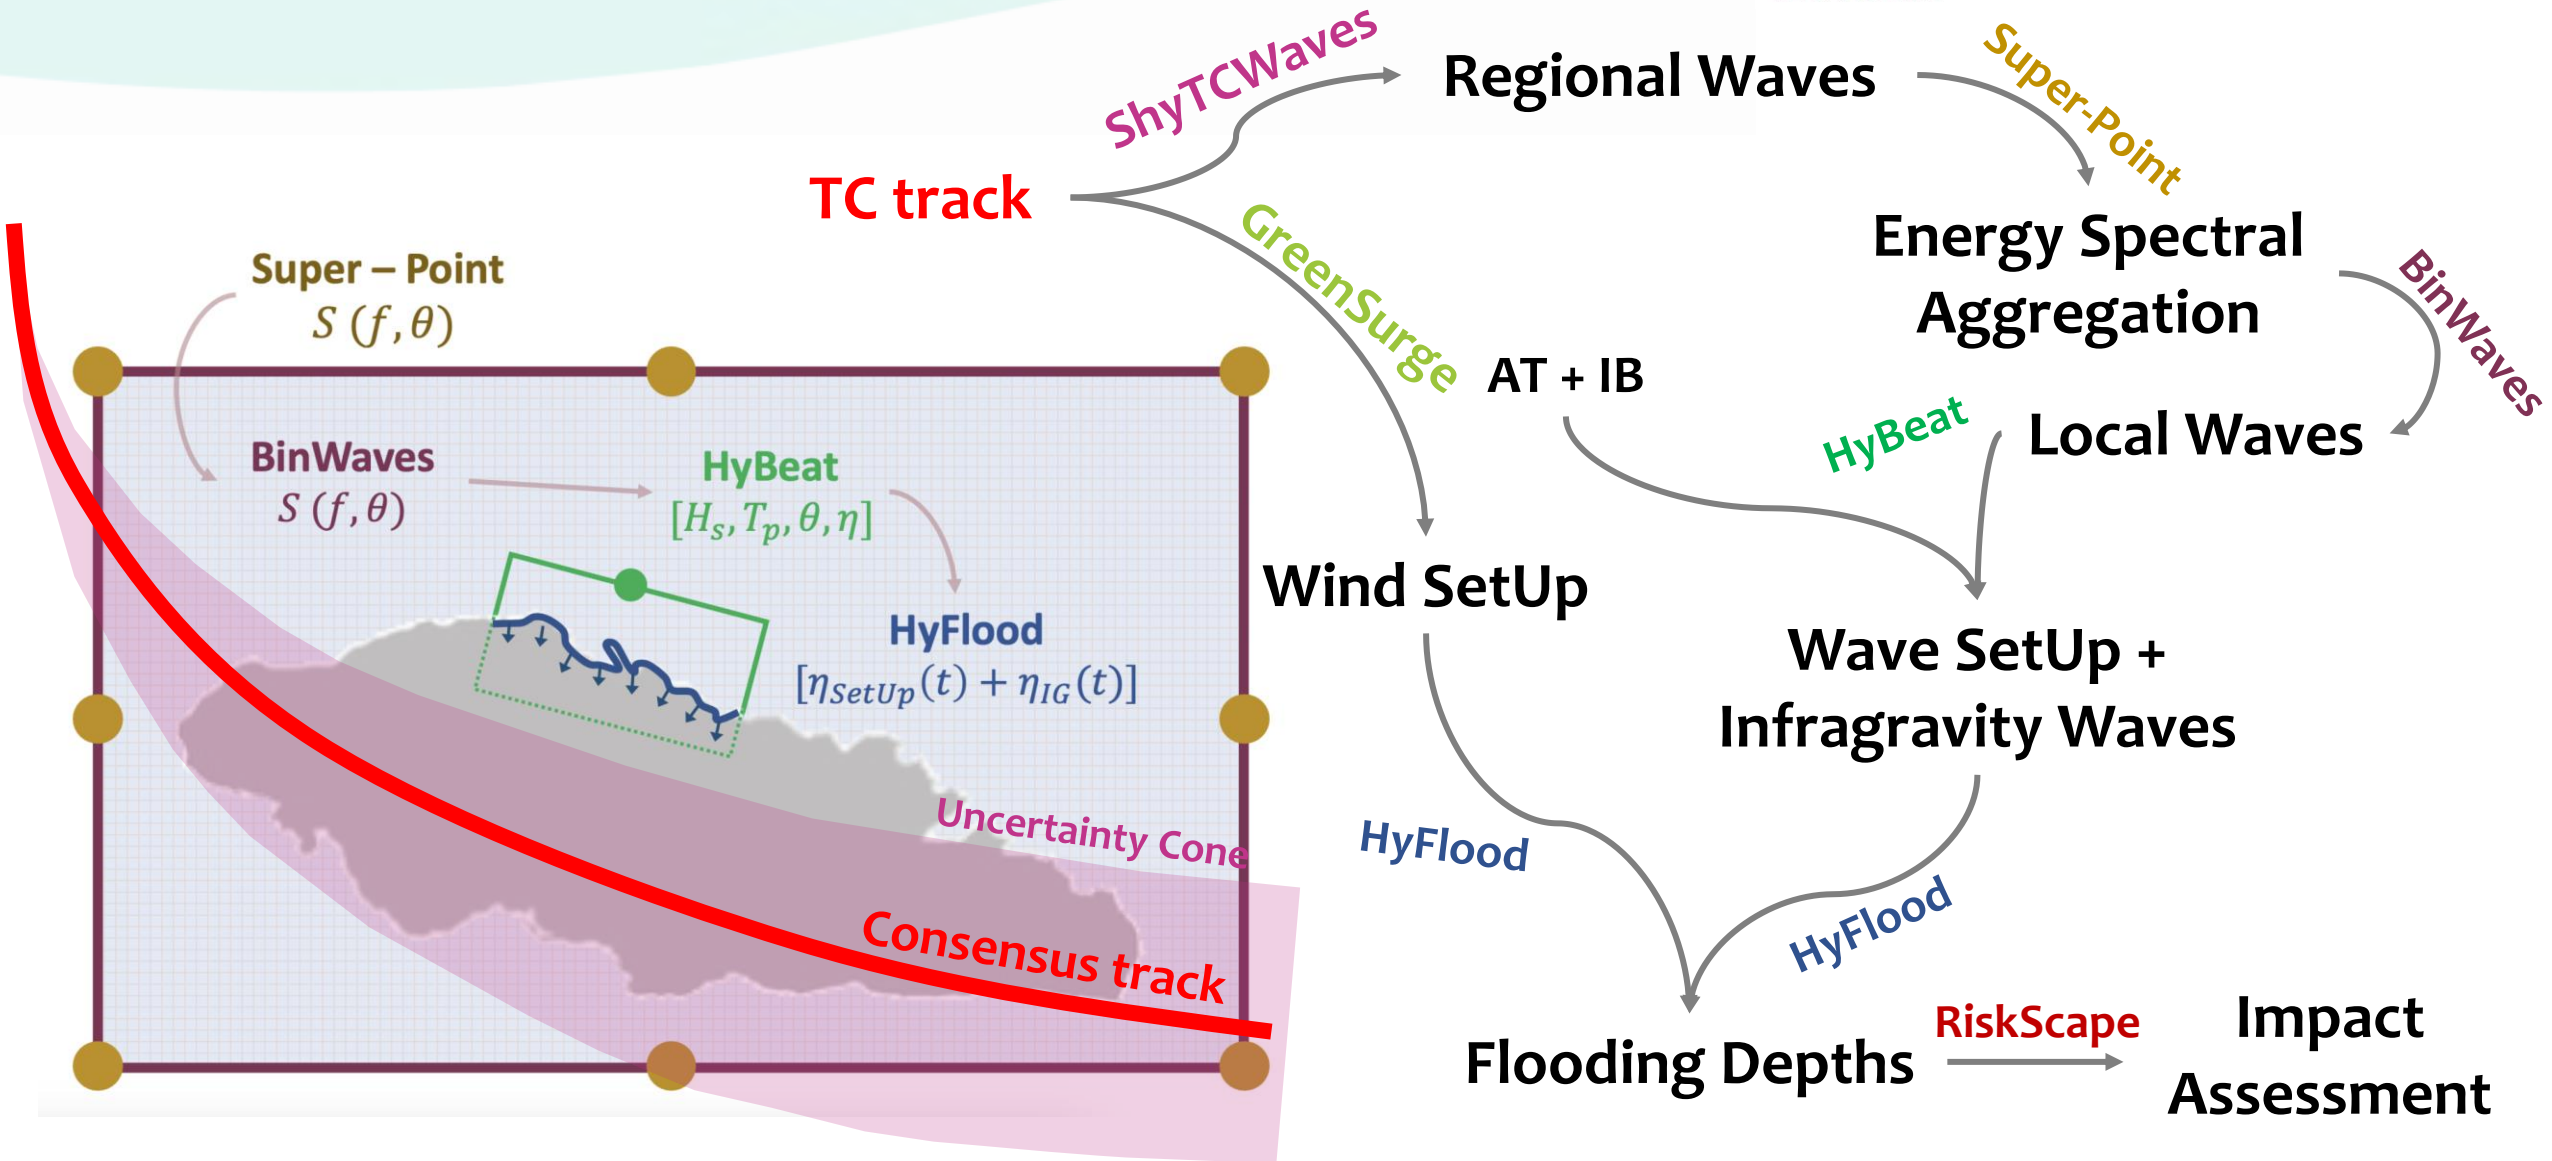 ShyTCWaves
Regional Waves
Super-Point
TC track
GreenSurge
Energy Spectral
Aggregation
BinWaves
AT + IB
HyBeat
Local Waves
Wind SetUp
Wave SetUp +
Infragravity Waves
HyFlood
HyFlood
Flooding Depths
RiskScape
Impact
Assessment
Super – Point
S (f, θ)
BinWaves
S (f, θ)
HyBeat
[Hₛ, Tₚ, θ, η]
HyFlood
[η_SetUp(t) + η_IG(t)]
Uncertainty Cone
Consensus track